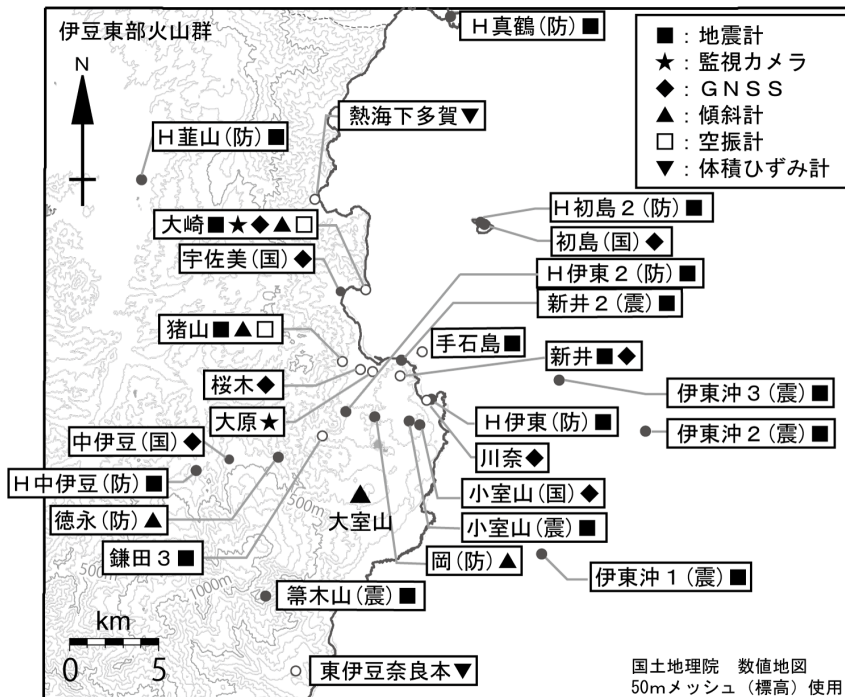 伊豆東部火山群
N
H真鶴(防)■
■:地震計
★:監視カメラ
◆:GNSS
▲:傾斜計
□:空振計
▼:体積ひずみ計
熱海下多賀▼
H韮山(防)■
H初島2(防)■
初島(国)◆
大崎■★◆▲□
宇佐美(国)◆
H伊東2(防)■
新井2(震)■
猪山■▲□
手石島■
新井■◆
桜木◆
伊東沖3(震)■
大原★
H伊東(防)■
伊東沖2(震)■
中伊豆(国)◆
川奈◆
H中伊豆(防)■
小室山(国)◆
500m
徳永(防)▲
大室山
小室山(震)■
鎌田3■
岡(防)▲
500m
1000m
伊東沖1(震)■
箒木山(震)■
km
0 5
東伊豆奈良本▼
国土地理院 数値地図
50mメッシュ(標高)使用